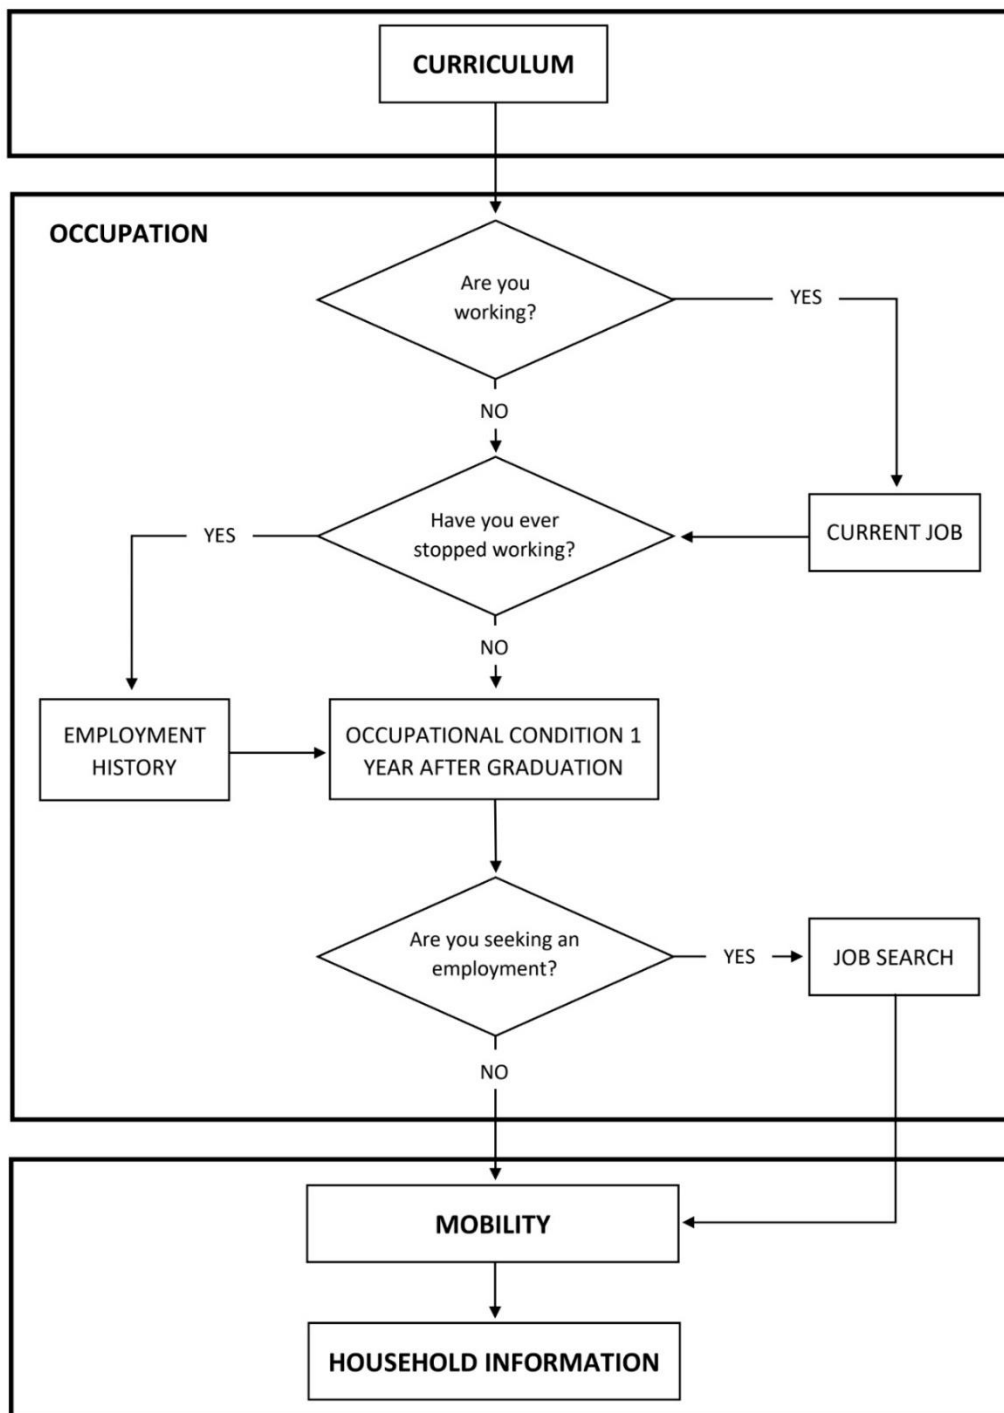 CURRICULUM
OCCUPATION
Are you
working?
YES
NO
Have you ever
stopped working?
YES
CURRENT JOB
NO
EMPLOYMENT
HISTORY
OCCUPATIONAL CONDITION 1
YEAR AFTER GRADUATION
Are you seeking an
employment?
YES
JOB SEARCH
NO
MOBILITY
HOUSEHOLD INFORMATION